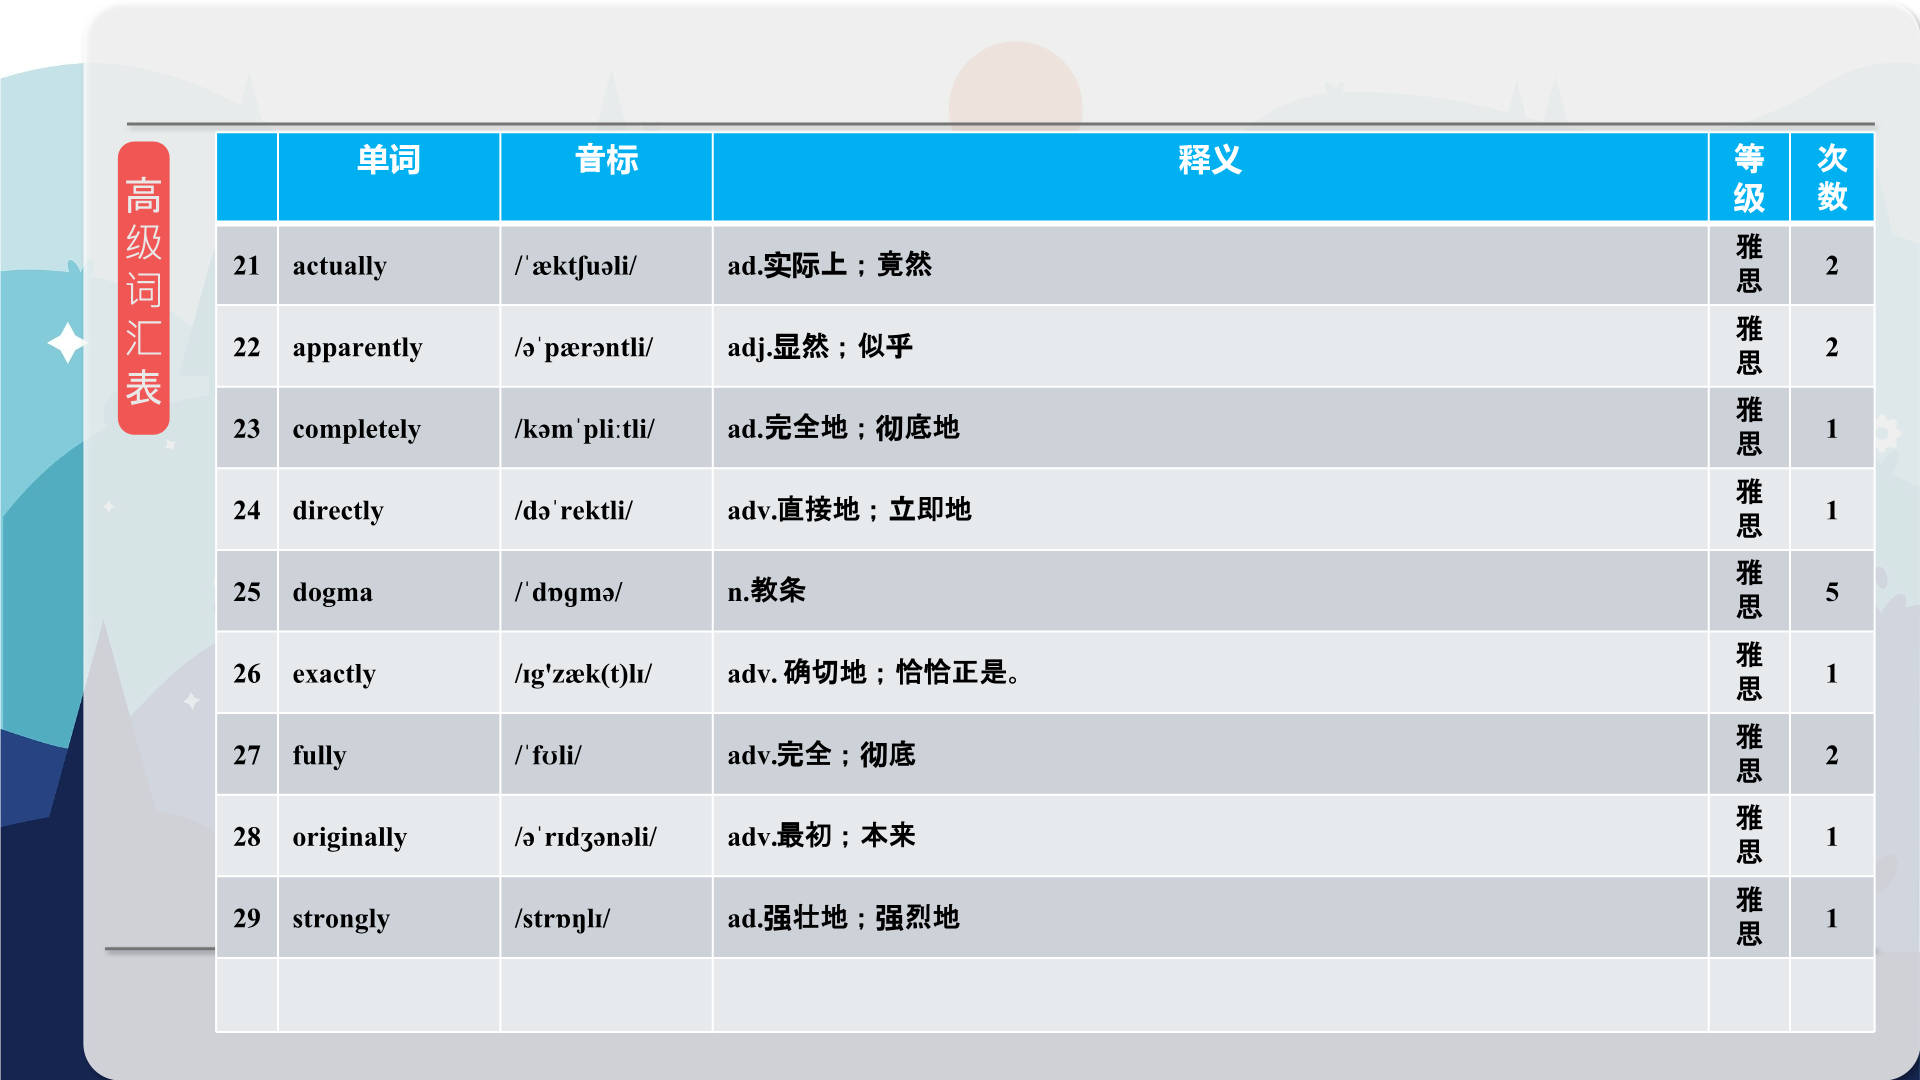 高级词汇表
单词 音标 释义 等级 次数
21 actually /ˈæktʃuəli/ ad.实际上；竟然 雅思 2
22 apparently /əˈpærəntli/ adj.显然；似乎 雅思 2
23 completely /kəmˈpliːtli/ ad.完全地；彻底地 雅思 1
24 directly /dəˈrektli/ adv.直接地；立即地 雅思 1
25 dogma /ˈdɒɡmə/ n.教条 雅思 5
26 exactly /ɪg'zæk(t)lɪ/ adv. 确切地；恰恰正是。 雅思 1
27 fully /ˈfʊli/ adv.完全；彻底 雅思 2
28 originally /əˈrɪdʒənəli/ adv.最初；本来 雅思 1
29 strongly /strɒŋlɪ/ ad.强壮地；强烈地 雅思 1